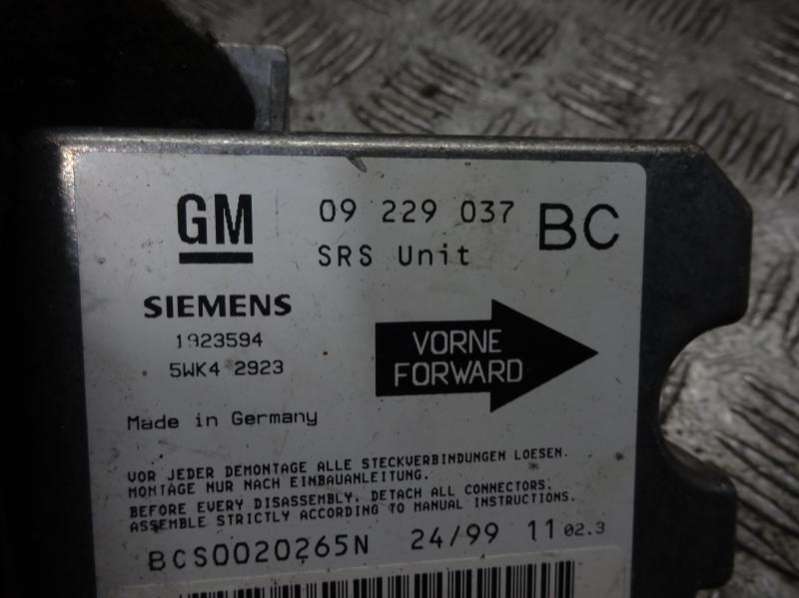 GM 09 229 037 BC
SRS Unit
SIEMENS
1923594
5WK4 2923
VORNE
FORWARD
Made in Germany
VOR JEDER DEMONTAGE ALLE STECKVERBINDUNGEN LOESEN.
MONTAGE NUR NACH EINBAUANLEITUNG.
BEFORE EVERY DISASSEMBLY, DETACH ALL CONNECTORS.
ASSEMBLE STRICTLY ACCORDING TO MANUAL INSTRUCTIONS.
BCS0020265N 24/99 11 02.3